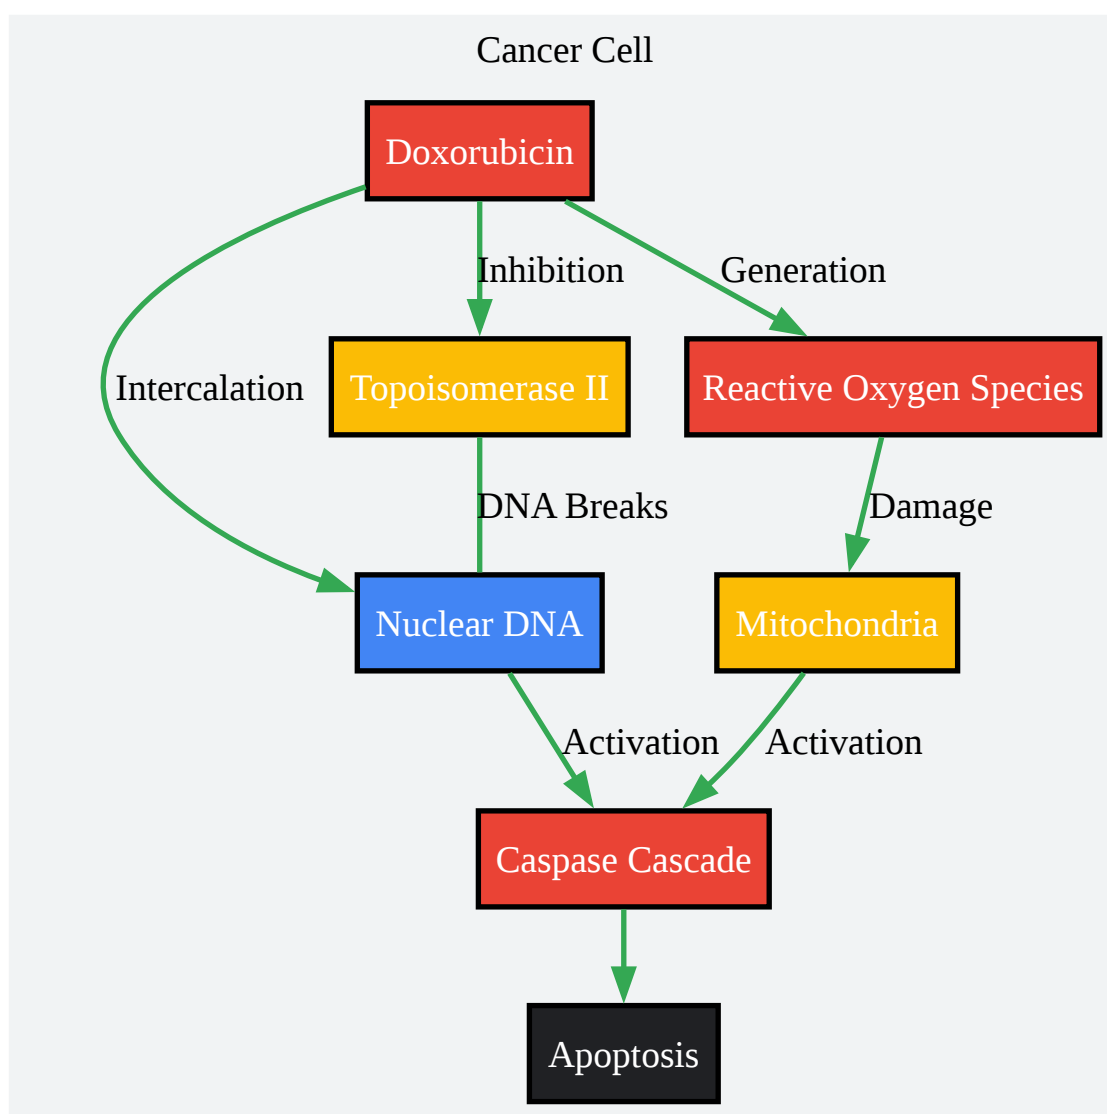 Cancer Cell
Doxorubicin
Inhibition
Generation
Intercalation
Topoisomerase II
Reactive Oxygen Species
DNA Breaks
Damage
Nuclear DNA
Mitochondria
Activation
Activation
Caspase Cascade
Apoptosis